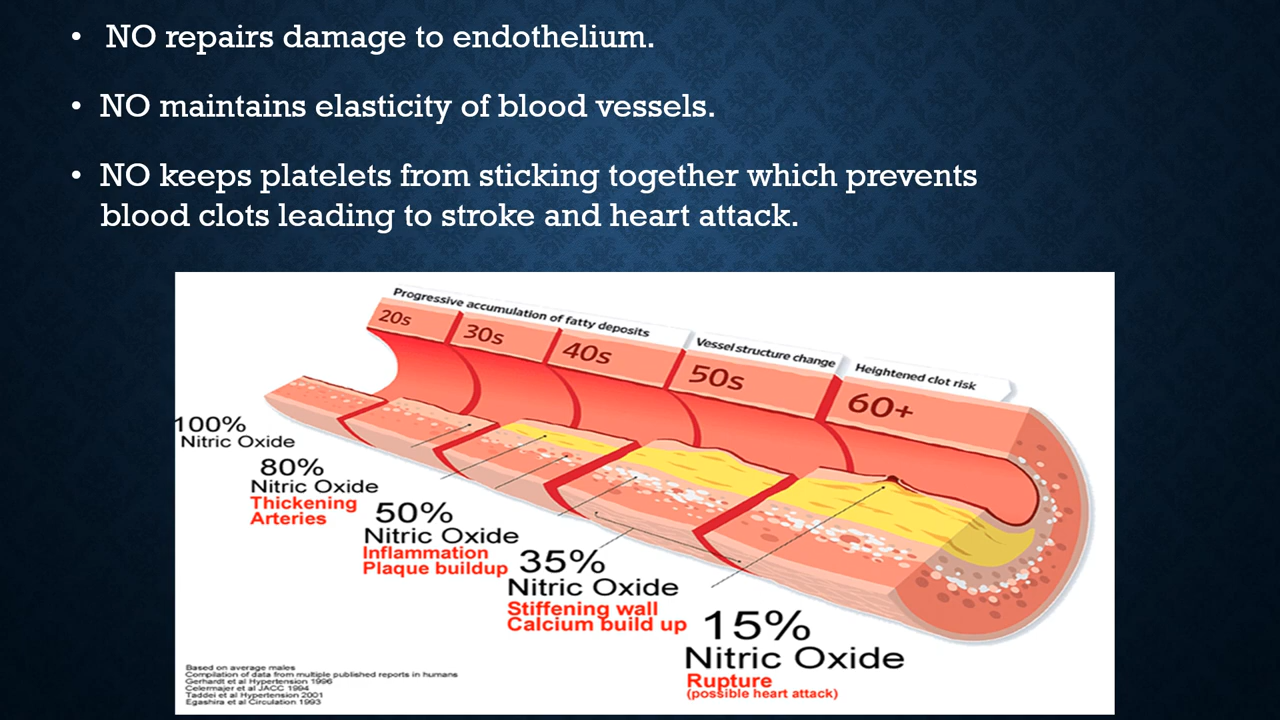 • NO repairs damage to endothelium.
• NO maintains elasticity of blood vessels.
• NO keeps platelets from sticking together which prevents
blood clots leading to stroke and heart attack.
Progressive accumulation of fatty deposits
Vessel structure change
Heightened clot risk
20s
30s
40s
50s
60+
100%
Nitric Oxide
80%
Nitric Oxide
Thickening
Arteries
50%
Nitric Oxide
Inflammation
Plaque buildup
35%
Nitric Oxide
Stiffening wall
Calcium build up
15%
Nitric Oxide
Rupture
(possible heart attack)
Based on average males
Compilation of data from multiple published reports in humans
Gerhardt et al Hypertension 1996
Celermajer et al JACC 1994
Taddei et al Hypertension 2001
Egashira et al Circulation 1993